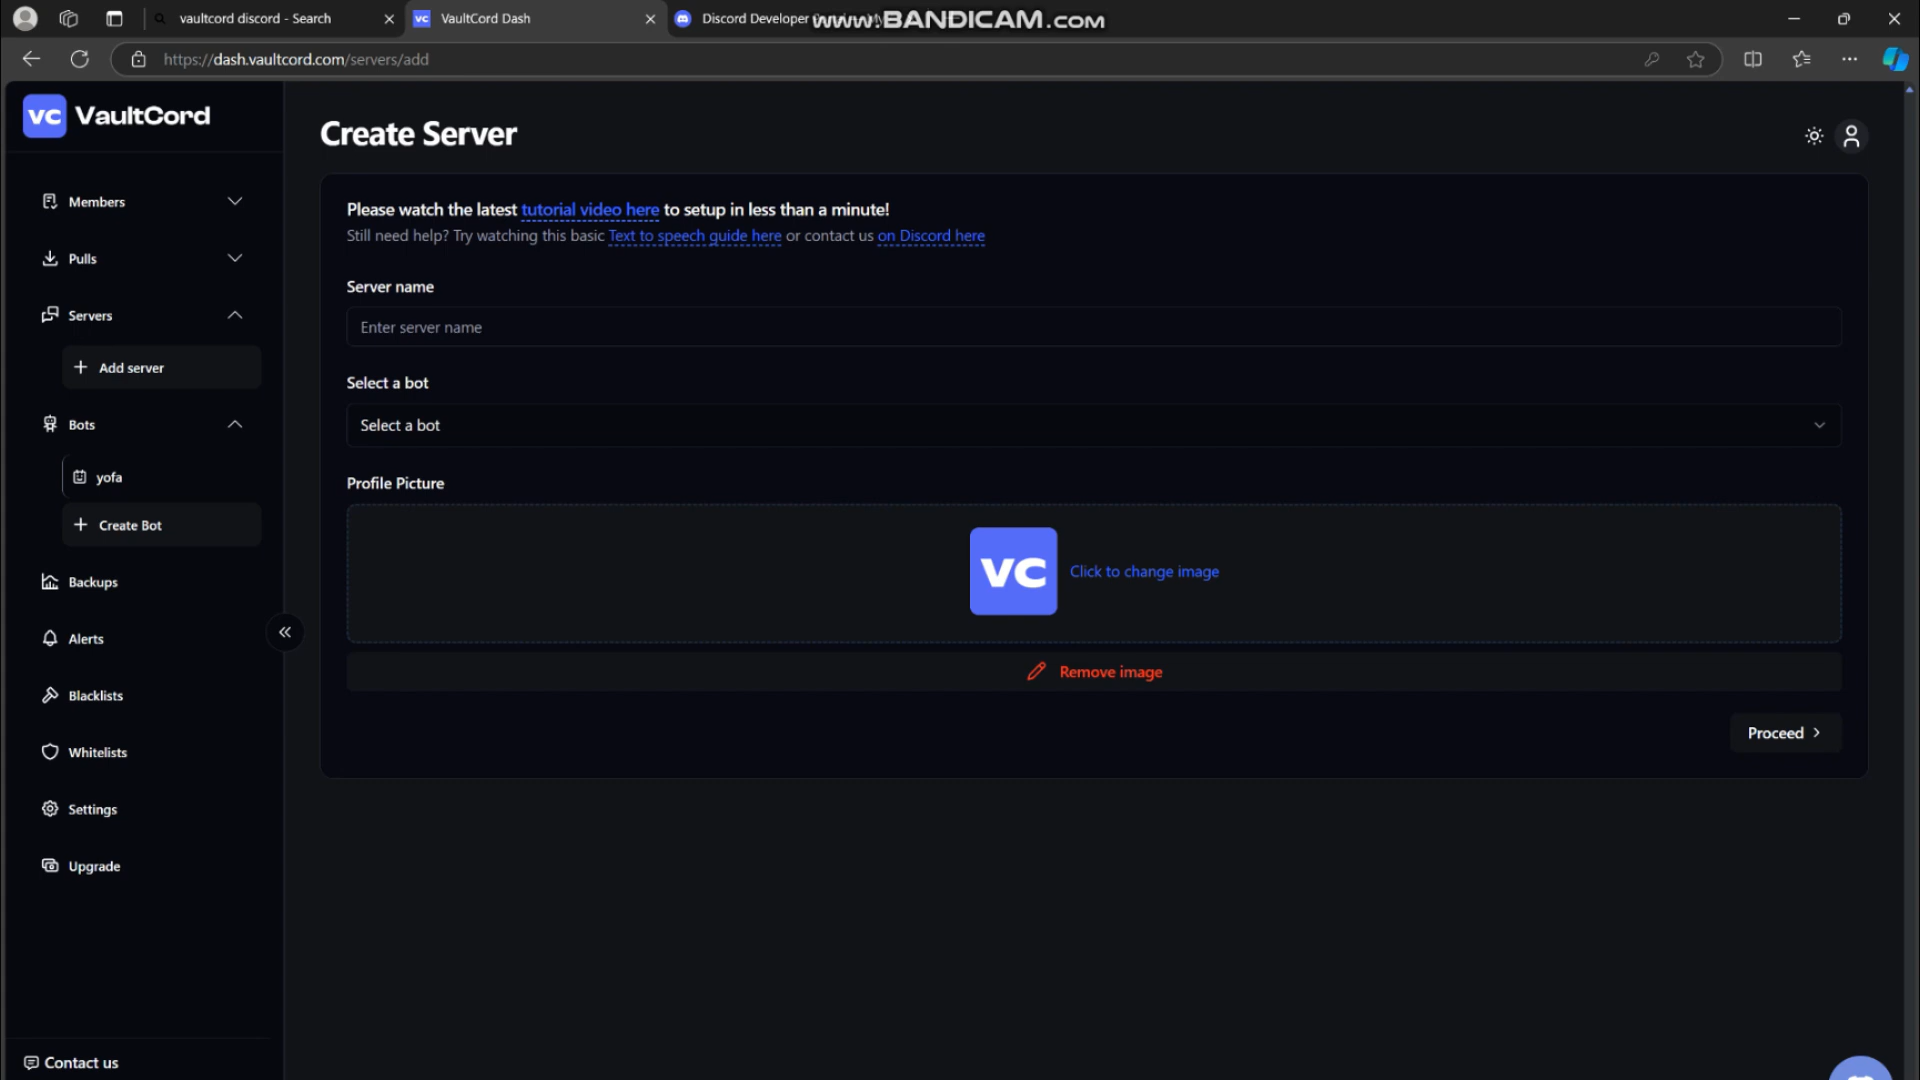 vaultcord discord - Search
VaultCord Dash
Discord Developer
www.BANDICAM.com
https://dash.vaultcord.com/servers/add
VC VaultCord
Create Server
Members
Pulls
Servers
Add server
Bots
yofa
Create Bot
Backups
Alerts
Blacklists
Whitelists
Settings
Upgrade
Contact us
Please watch the latest tutorial video here to setup in less than a minute!
Still need help? Try watching this basic Text to speech guide here or contact us on Discord here
Server name
Enter server name
Select a bot
Select a bot
Profile Picture
VC Click to change image
Remove image
Proceed